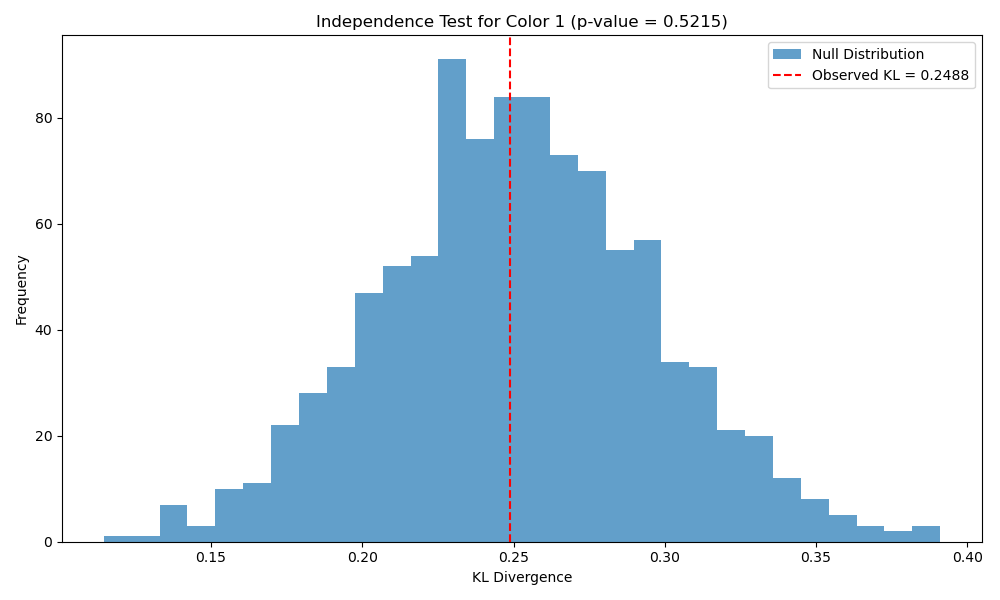 Independence Test for Color 1 (p-value = 0.5215)
Null Distribution
Observed KL = 0.2488
Frequency
80
60
40
20
0
0.15 0.20 0.25 0.30 0.35 0.40
KL Divergence